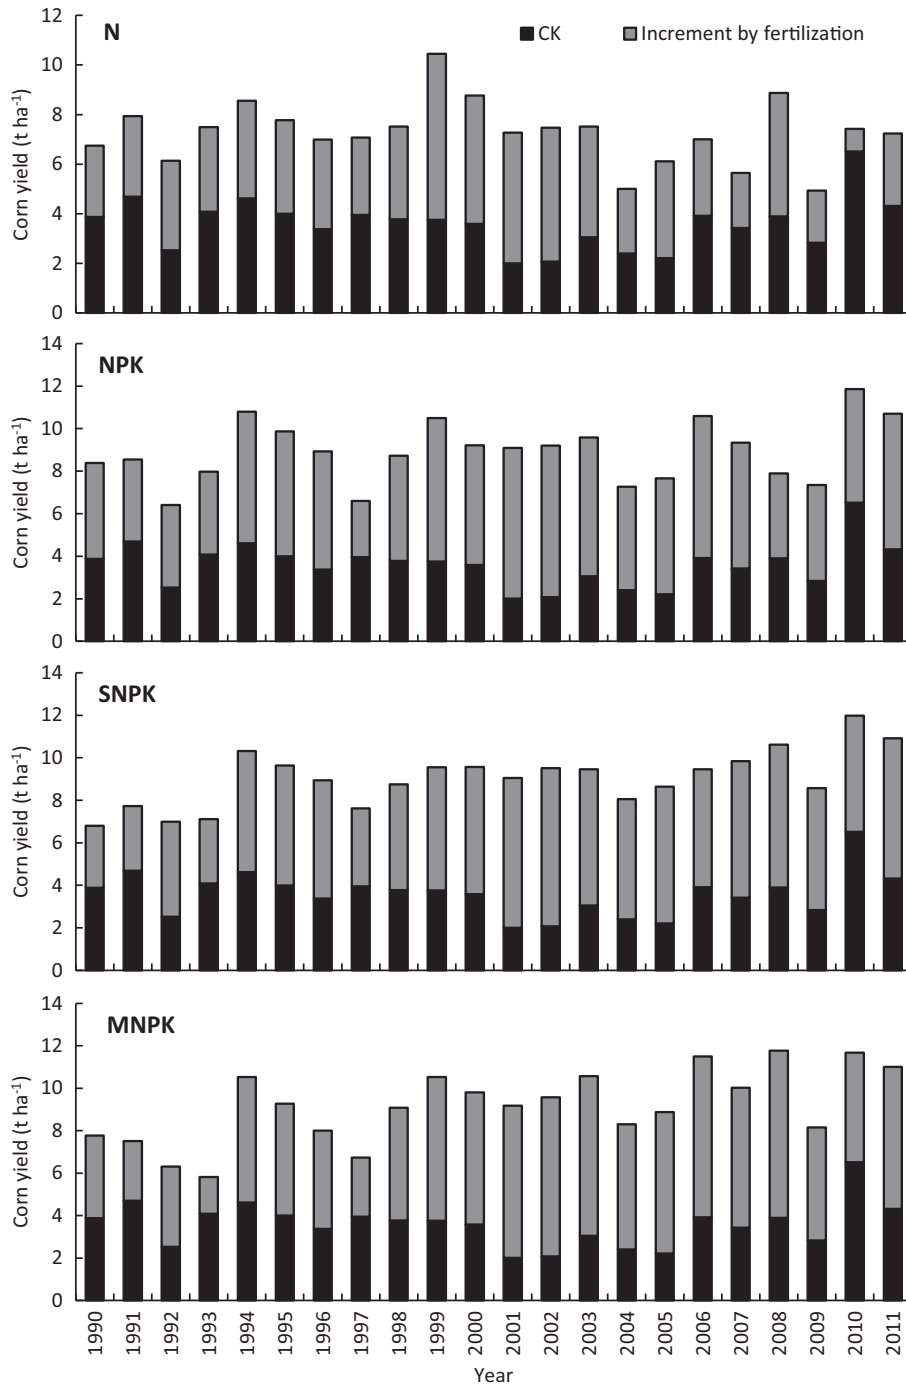 N
CK Increment by fertilization
12
10
8
6
4
2
0
Corn yield (t ha-1)
NPK
14
12
10
8
6
4
2
0
Corn yield (t ha-1)
SNPK
14
12
10
8
6
4
2
0
Corn yield (t ha-1)
MNPK
14
12
10
8
6
4
2
0
Corn yield (t ha-1)
1990 1991 1992 1993 1994 1995 1996 1997 1998 1999 2000 2001 2002 2003 2004 2005 2006 2007 2008 2009 2010 2011
Year